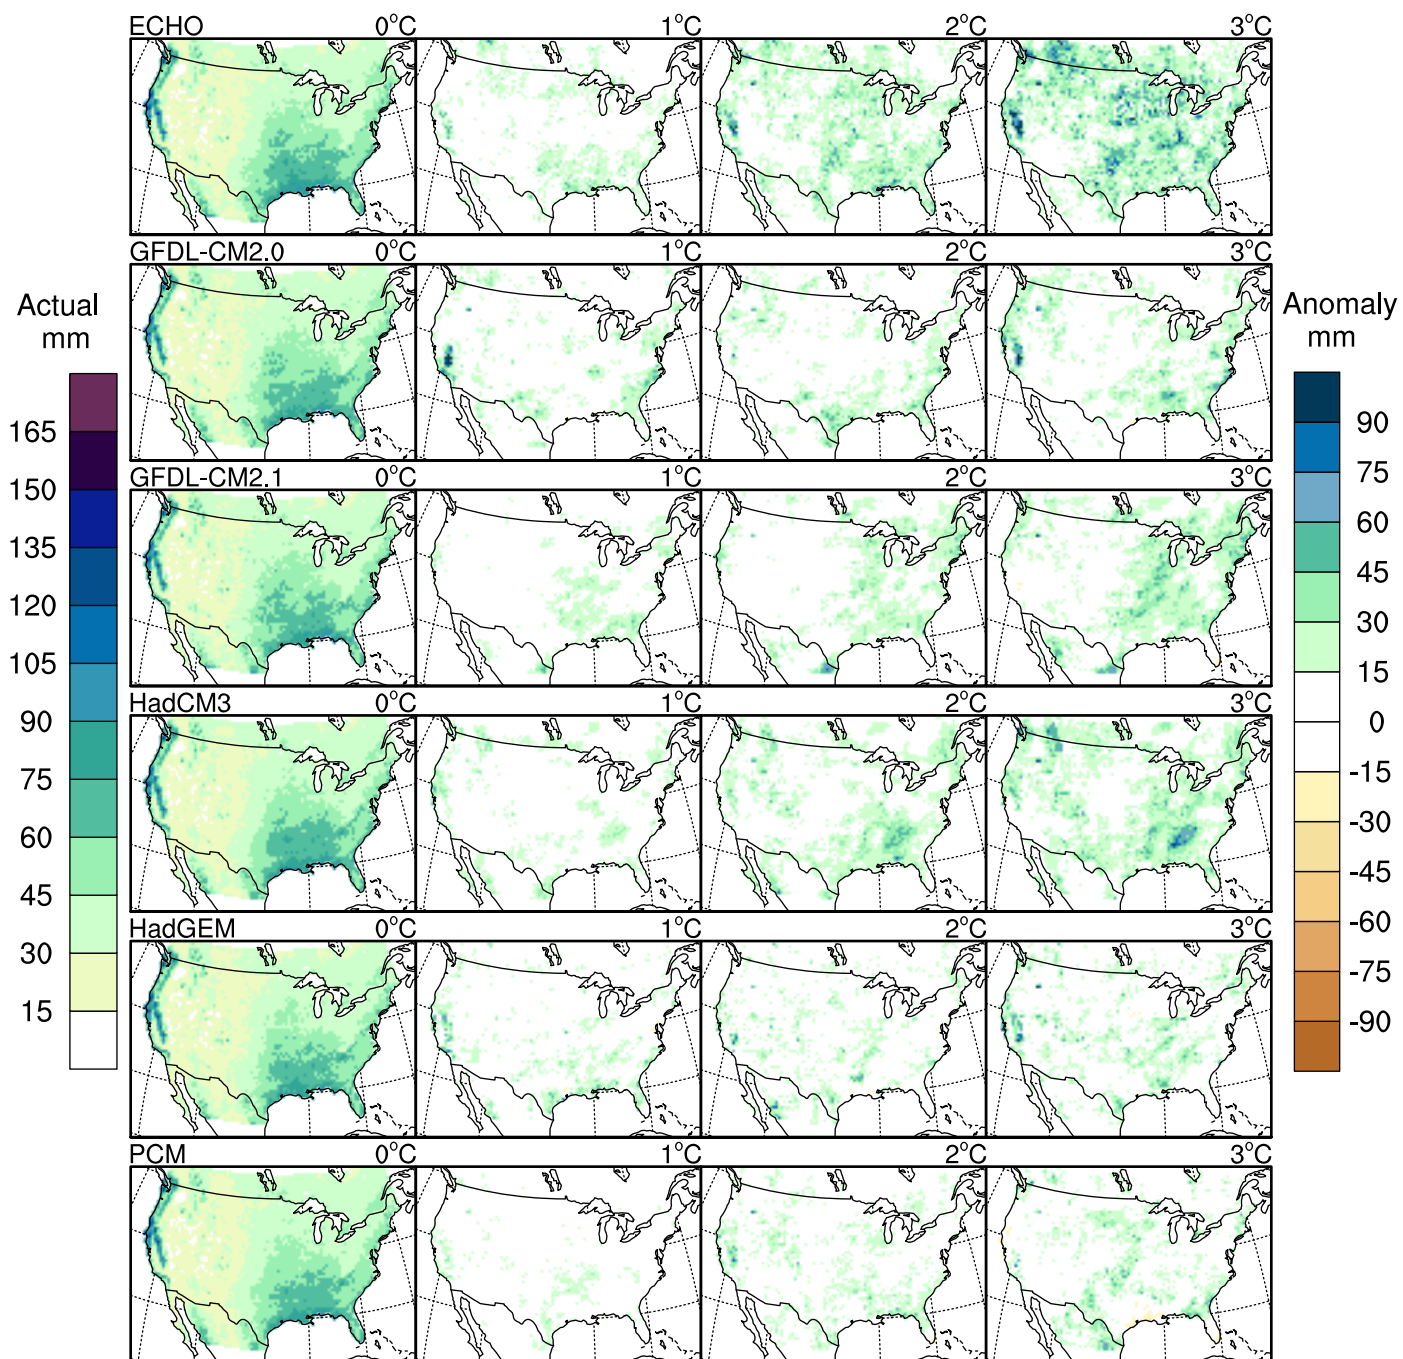 ECHO 0°C 1°C 2°C 3°C
GFDL-CM2.0 0°C 1°C 2°C 3°C
Actual
mm
165
150
135
120
105
90
75
60
45
30
15
Anomaly
mm
90
75
60
45
30
15
0
-15
-30
-45
-60
-75
-90
GFDL-CM2.1 0°C 1°C 2°C 3°C
HadCM3 0°C 1°C 2°C 3°C
HadGEM 0°C 1°C 2°C 3°C
PCM 0°C 1°C 2°C 3°C